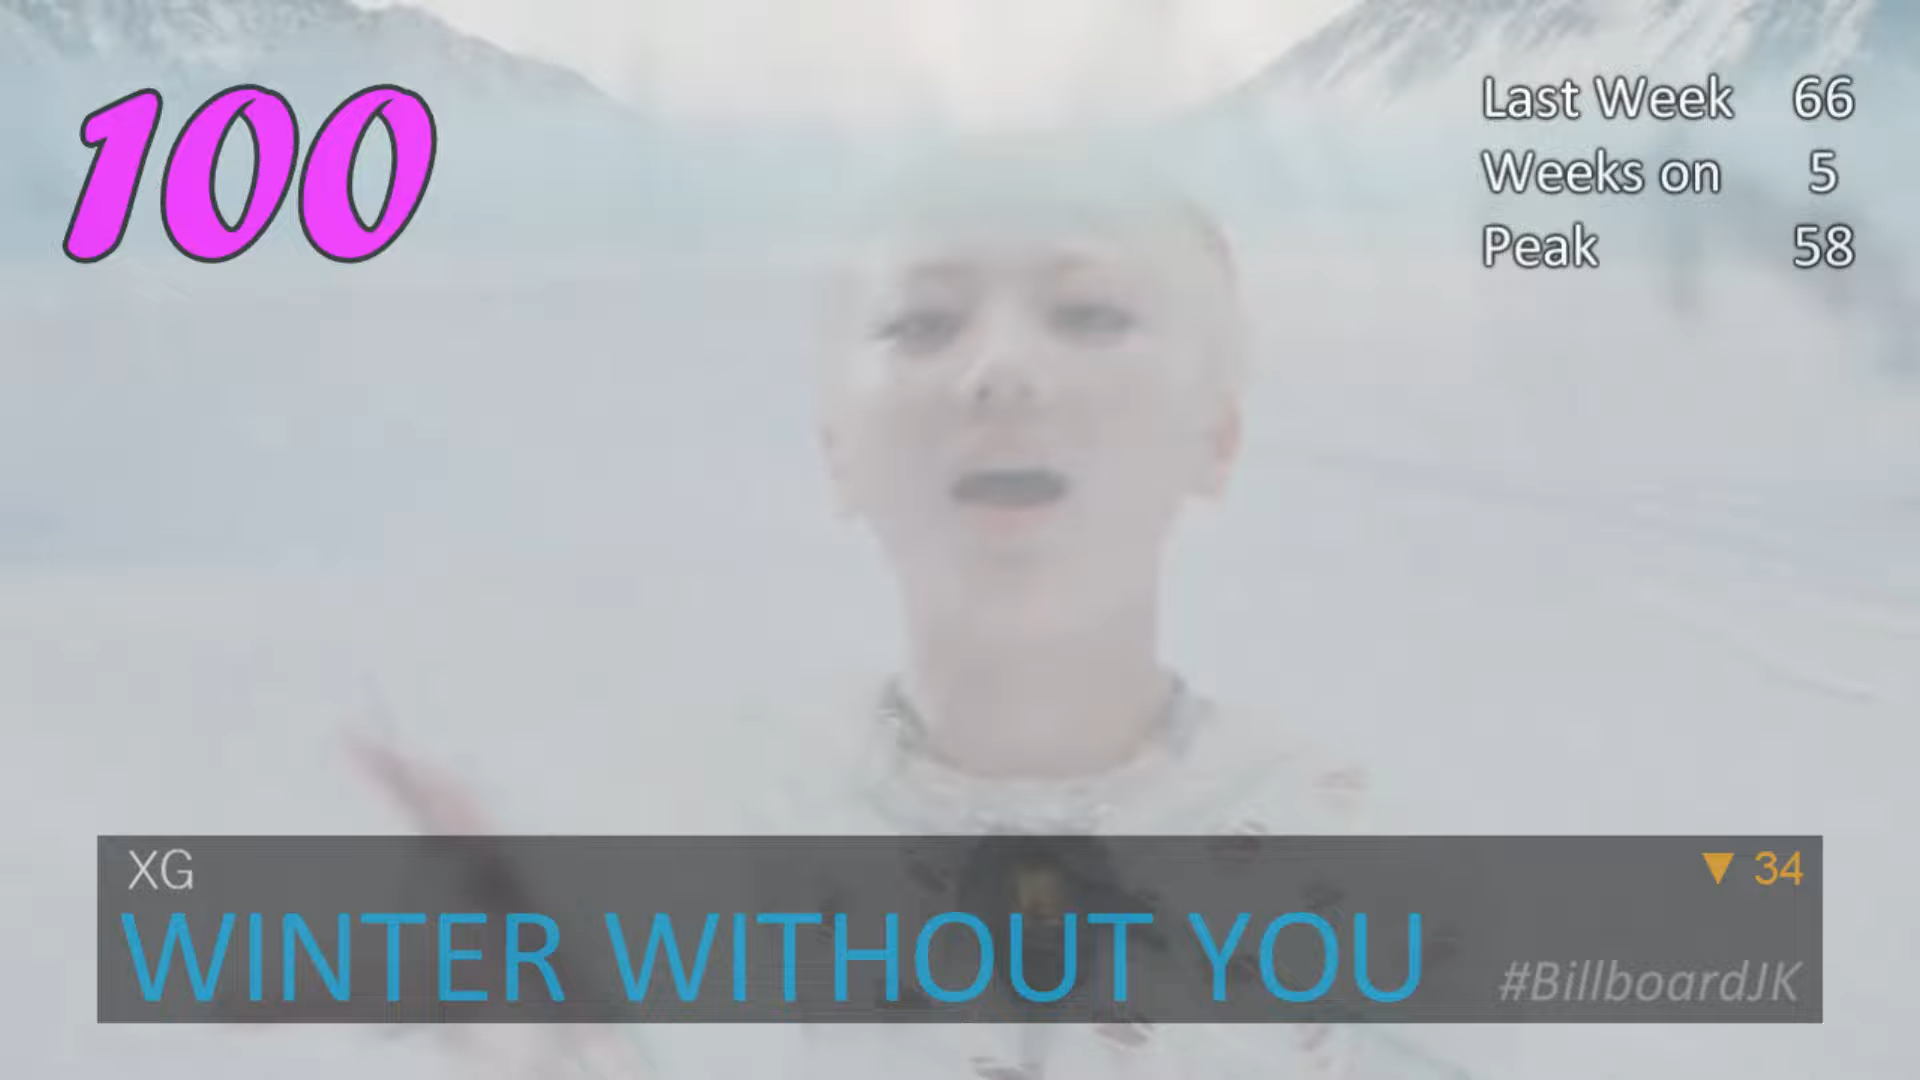 100
Last Week 66
Weeks on 5
Peak 58
XG
▼ 34
WINTER WITHOUT YOU
#BillboardJK